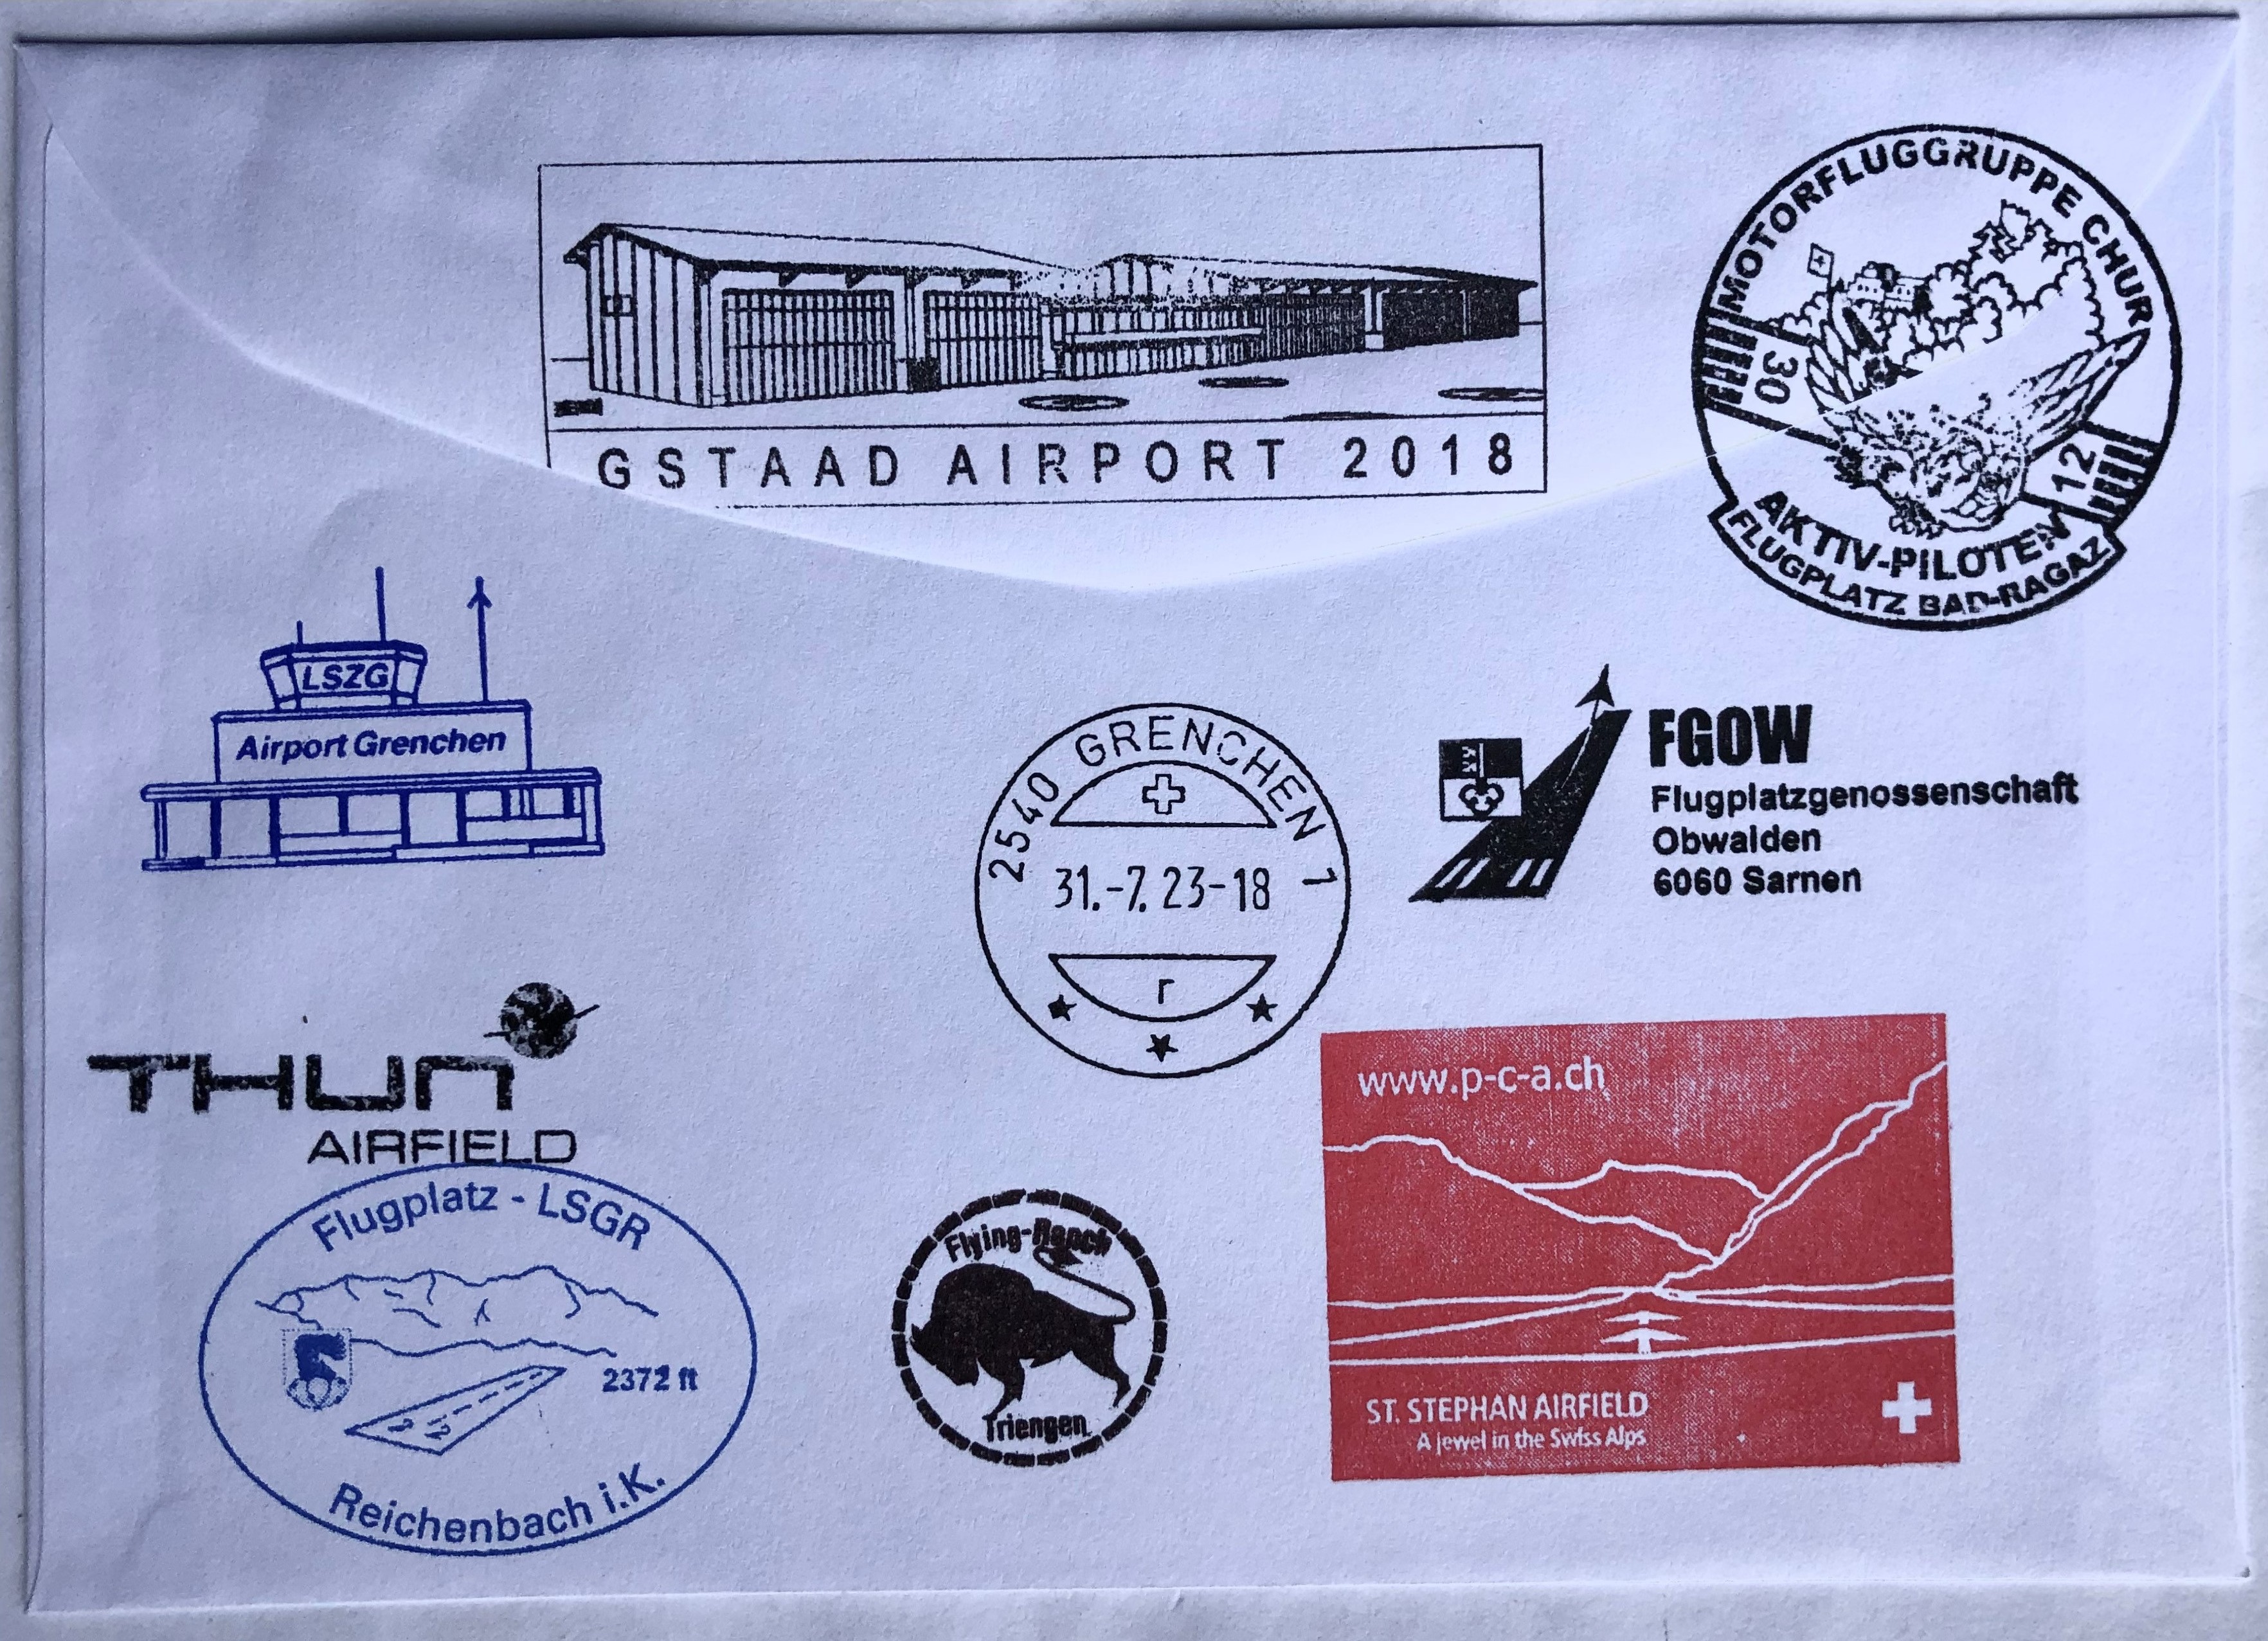 GSTAAD AIRPORT 2018
MOTORFLUGGRUPPE CHUR
30
12
AKTIV-PILOTEN
FLUGPLATZ BAD-RAGAZ
LSZG
Airport Grenchen
2540 GRENCHEN 1
31.-7. 23-18
r
FGOW
Flugplatzgenossenschaft
Obwalden
6060 Sarnen
THUN
AIRFIELD
www.p-c-a.ch
ST. STEPHAN AIRFIELD
A jewel in the Swiss Alps
Flugplatz - LSGR
2372 ft
22
Reichenbach i.K.
Flying-Ranch
Triengen